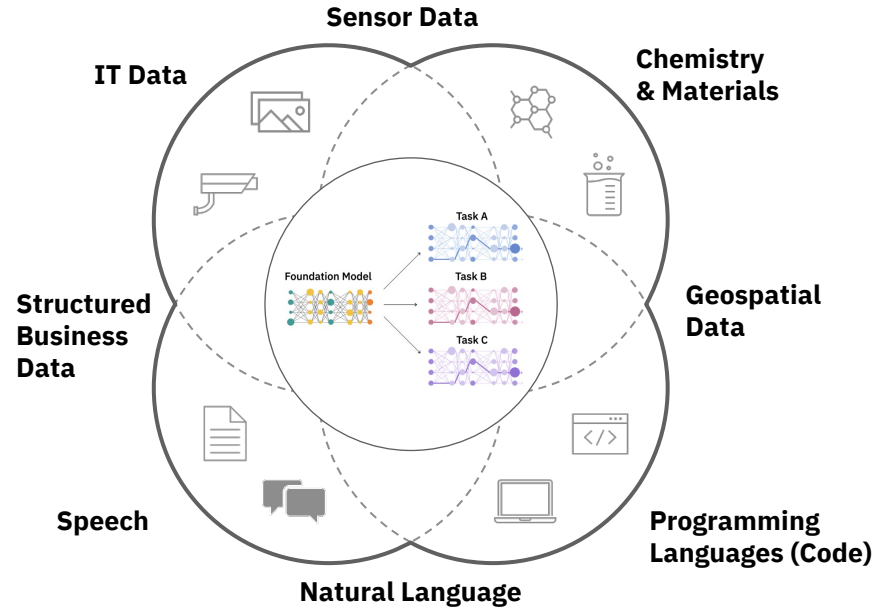 Sensor Data
IT Data
Chemistry
& Materials
Task A
Foundation Model
Task B
Task C
Structured
Business
Data
Geospatial
Data
</>
Speech
Programming
Languages (Code)
Natural Language